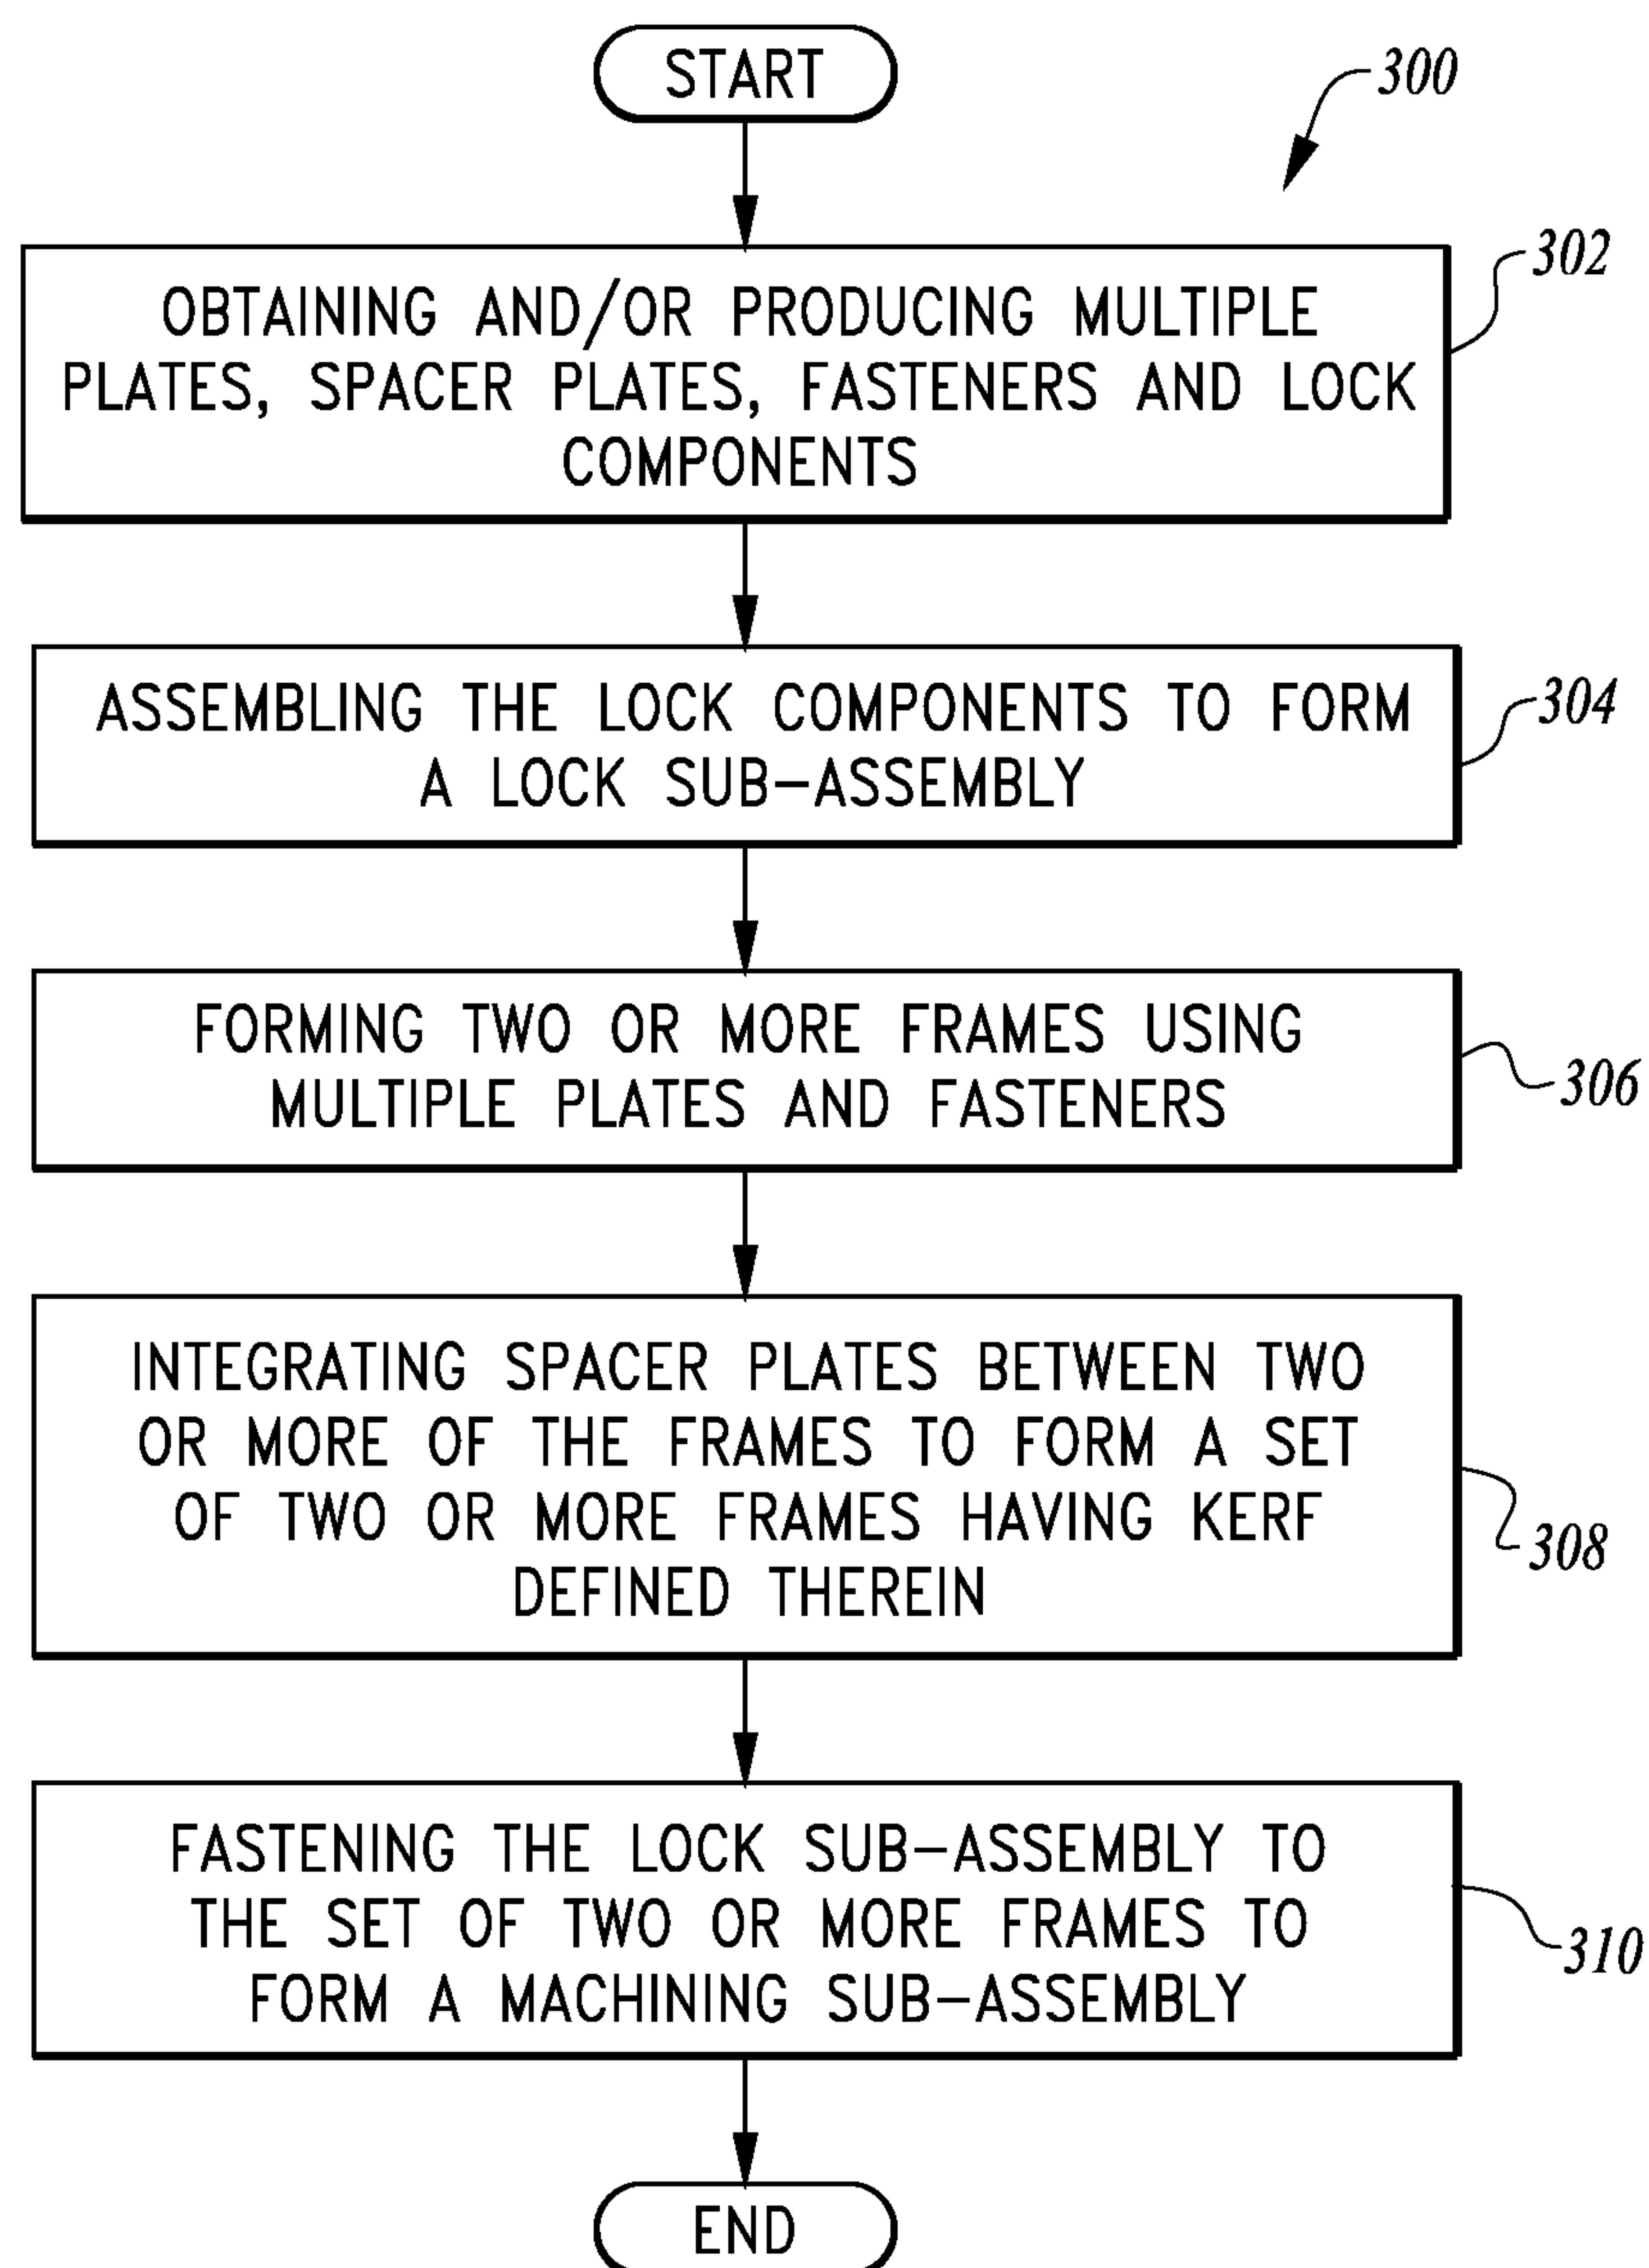 START
300
302
OBTAINING AND/OR PRODUCING MULTIPLE
PLATES, SPACER PLATES, FASTENERS AND LOCK
COMPONENTS
304
ASSEMBLING THE LOCK COMPONENTS TO FORM
A LOCK SUB-ASSEMBLY
FORMING TWO OR MORE FRAMES USING
MULTIPLE PLATES AND FASTENERS
306
INTEGRATING SPACER PLATES BETWEEN TWO
OR MORE OF THE FRAMES TO FORM A SET
OF TWO OR MORE FRAMES HAVING KERF
DEFINED THEREIN
308
FASTENING THE LOCK SUB-ASSEMBLY TO
THE SET OF TWO OR MORE FRAMES TO
FORM A MACHINING SUB-ASSEMBLY
310
END